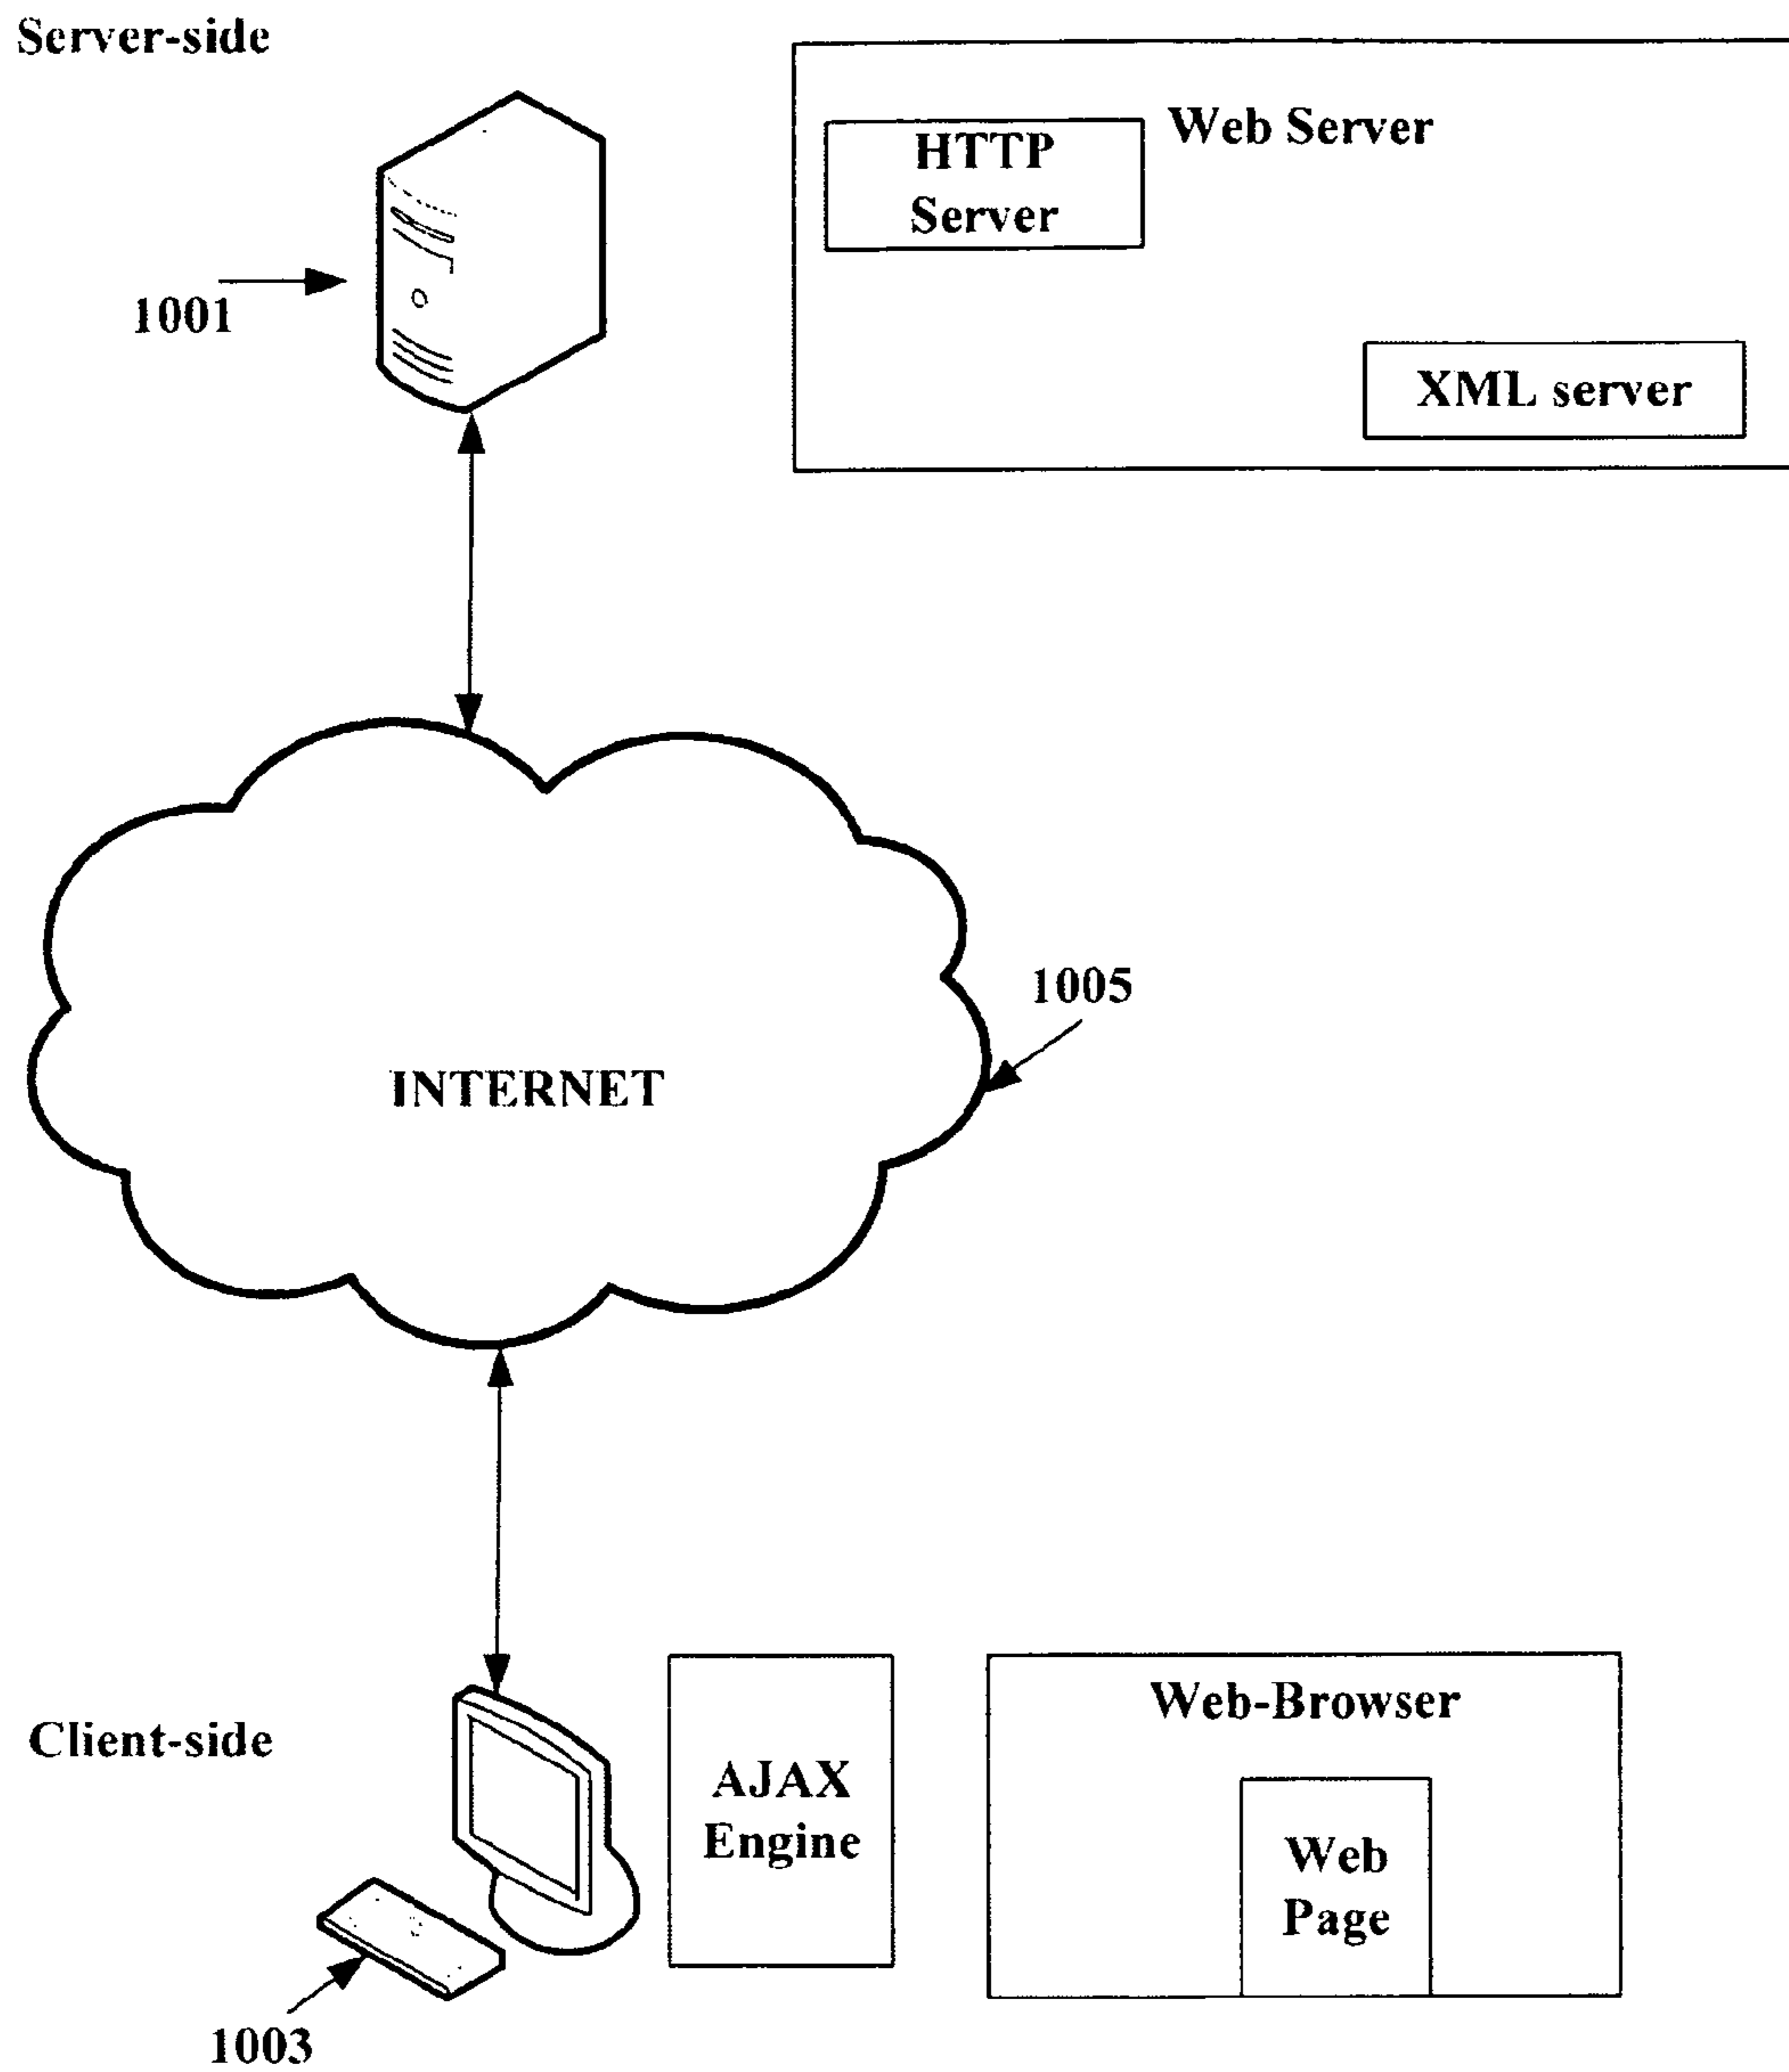 Server-side
Web Server
HTTP
Server
1001
XML server
1005
INTERNET
Client-side
AJAX
Engine
Web-Browser
Web
Page
1003